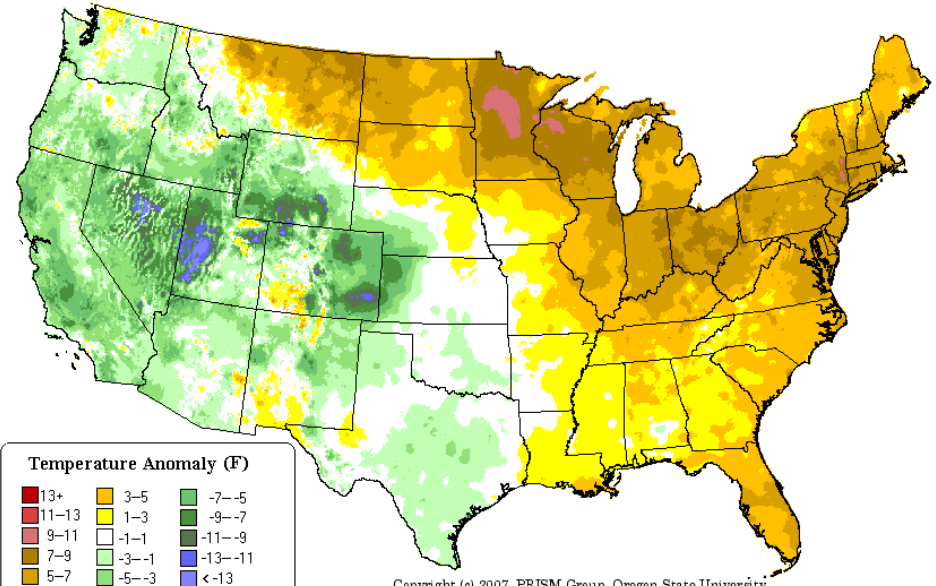 Temperature Anomaly (F)
13+ 3–5 -7– -5
11–13 1–3 -9– -7
9–11 -1–1 -11– -9
7–9 -3– -1 -13– -11
5–7 -5– -3 < -13
Copyright (c) 2007, PRISM Group, Oregon State University